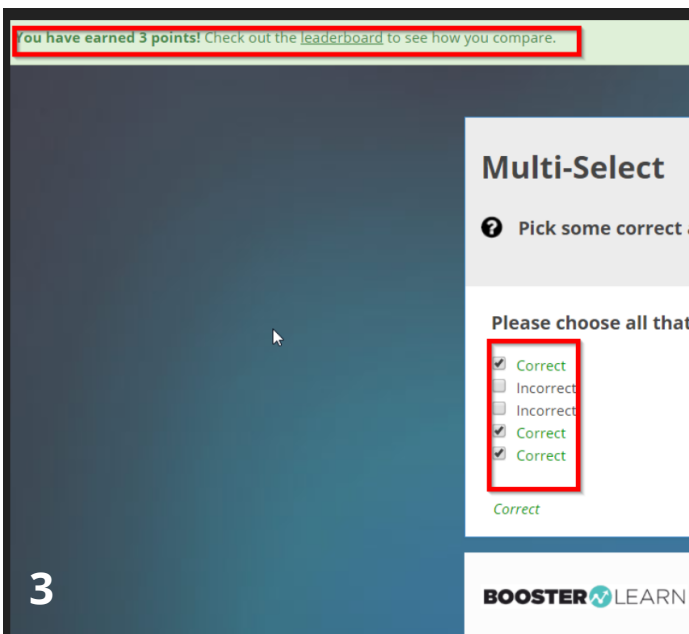 You have earned 3 points! Check out the leaderboard to see how you compare.
Multi-Select
Pick some correct
Please choose all that
Correct
Incorrect
Incorrect
Correct
Correct
Correct
3
BOOSTER LEARN